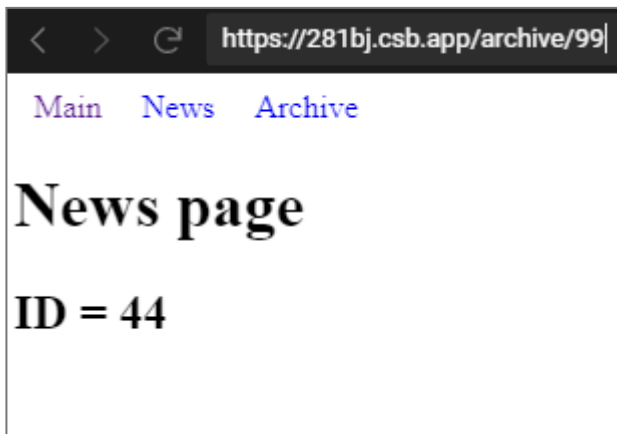 https://281bj.csb.app/archive/99
Main News Archive
News page
ID = 44